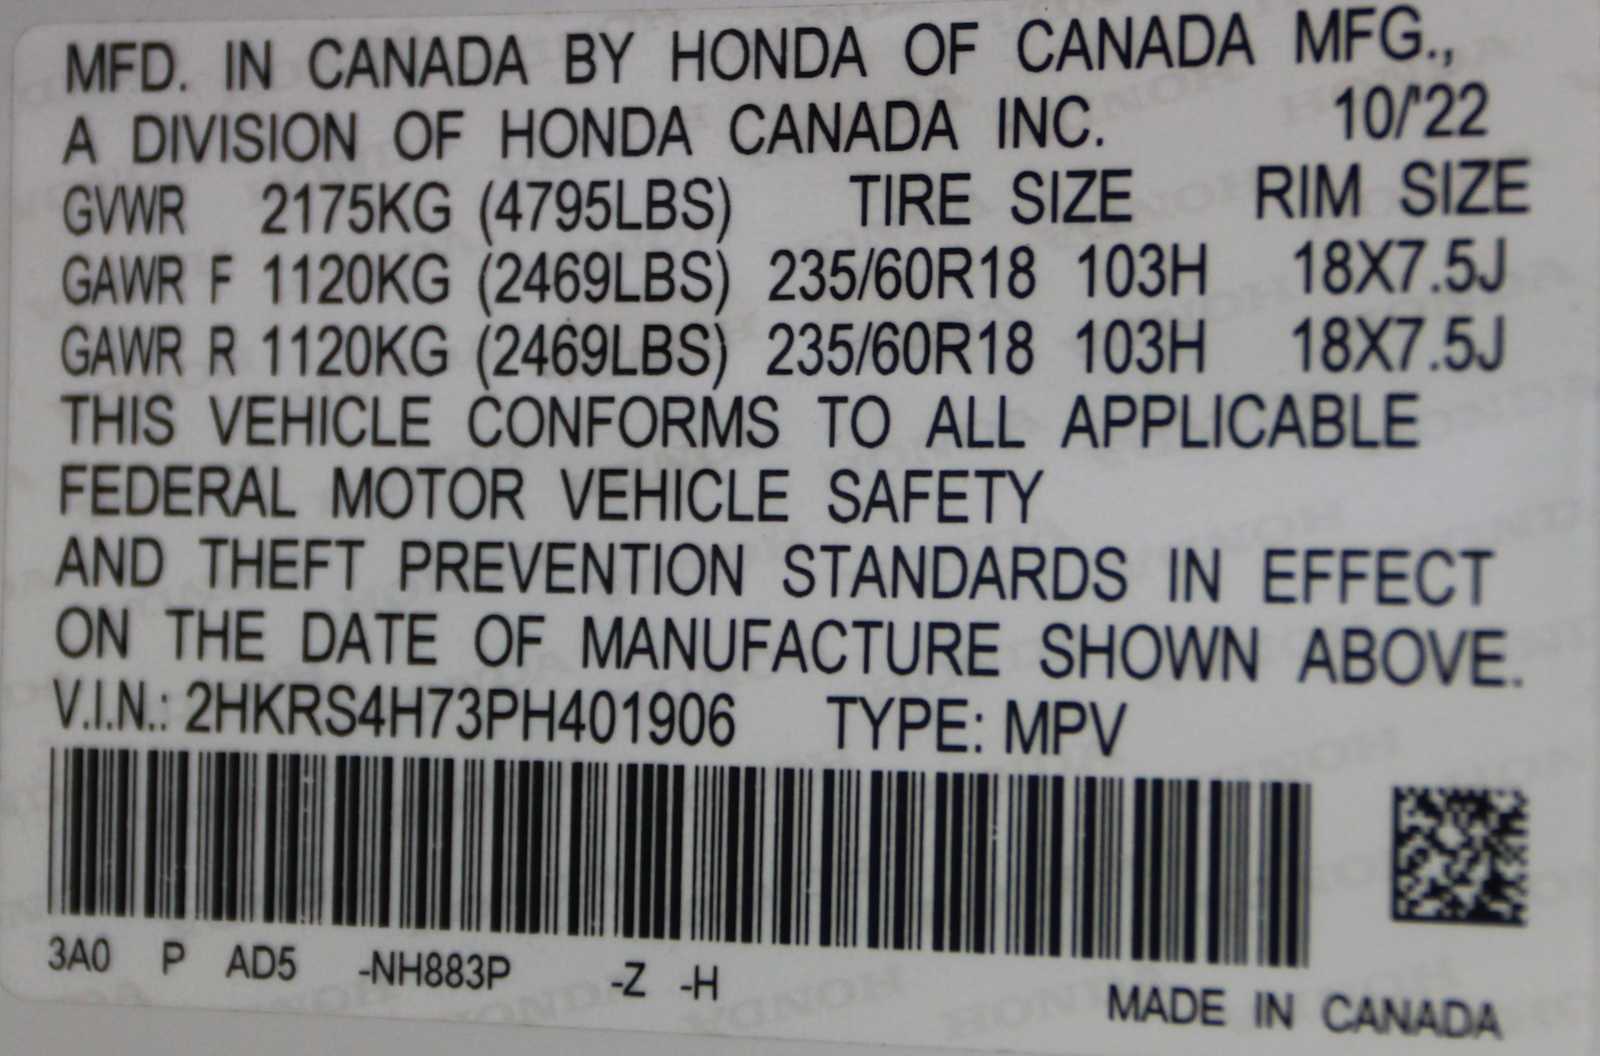 MFD. IN CANADA BY HONDA OF CANADA MFG.,
A DIVISION OF HONDA CANADA INC. 10/'22
GVWR 2175KG (4795LBS) TIRE SIZE RIM SIZE
GAWR F 1120KG (2469LBS) 235/60R18 103H 18X7.5J
GAWR R 1120KG (2469LBS) 235/60R18 103H 18X7.5J
THIS VEHICLE CONFORMS TO ALL APPLICABLE
FEDERAL MOTOR VEHICLE SAFETY
AND THEFT PREVENTION STANDARDS IN EFFECT
ON THE DATE OF MANUFACTURE SHOWN ABOVE.
V.I.N.: 2HKRS4H73PH401906 TYPE: MPV
3A0 P AD5 -NH883P -Z -H
MADE IN CANADA